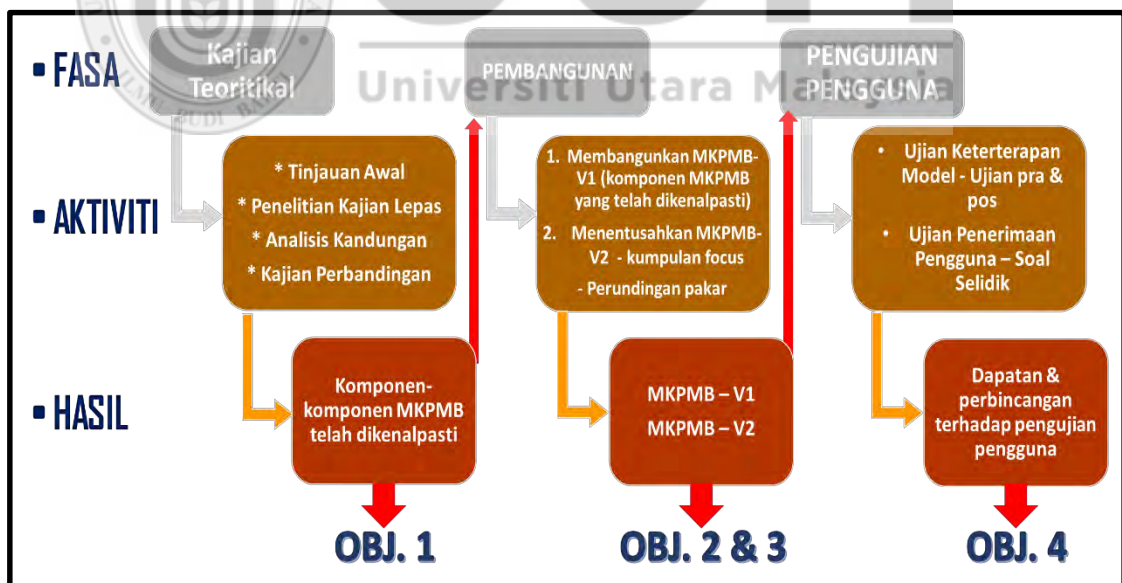 • FASA
Kajian
Teoritikal
PEMBANGUNAN
PENGUJIAN
PENGGUNA
Universiti Utara Malaysia
BUDI
• AKTIVITI
* Tinjauan Awal
* Penelitian Kajian Lepas
* Analisis Kandungan
* Kajian Perbandingan
1. Membangunkan MKPMB-
V1 (komponen MKPMB
yang telah dikenalpasti)
2. Menentusahkan MKPMB-
V2 - kumpulan focus
- Perundingan pakar
• Ujian Keterterapan
Model - Ujian pra &
pos
• Ujian Penerimaan
Pengguna – Soal
Selidik
• HASIL
Komponen-
komponen MKPMB
telah dikenalpasti
MKPMB – V1
MKPMB – V2
Dapatan &
perbincangan
terhadap pengujian
pengguna
OBJ. 1
OBJ. 2 & 3
OBJ. 4